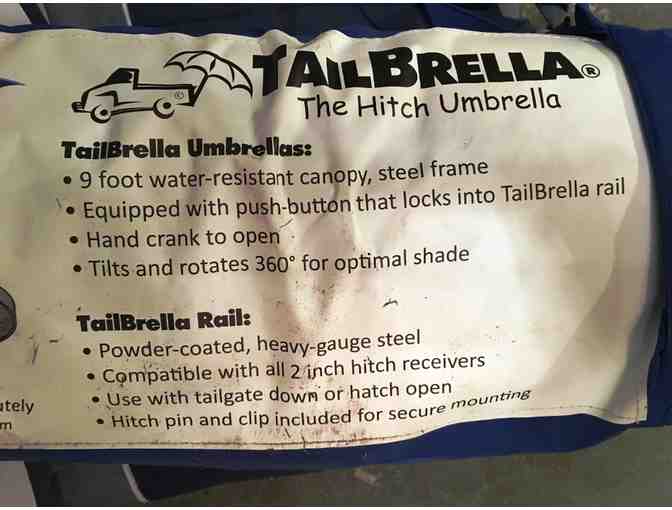 TAILBRELLA®
The Hitch Umbrella
©
TailBrella Umbrellas:
• 9 foot water-resistant canopy, steel frame
• Equipped with push-button that locks into TailBrella rail
• Hand crank to open
• Tilts and rotates 360° for optimal shade
TailBrella Rail:
• Powder-coated, heavy-gauge steel
• Compatible with all 2 inch hitch receivers
• Use with tailgate down or hatch open
• Hitch pin and clip included for secure mounting